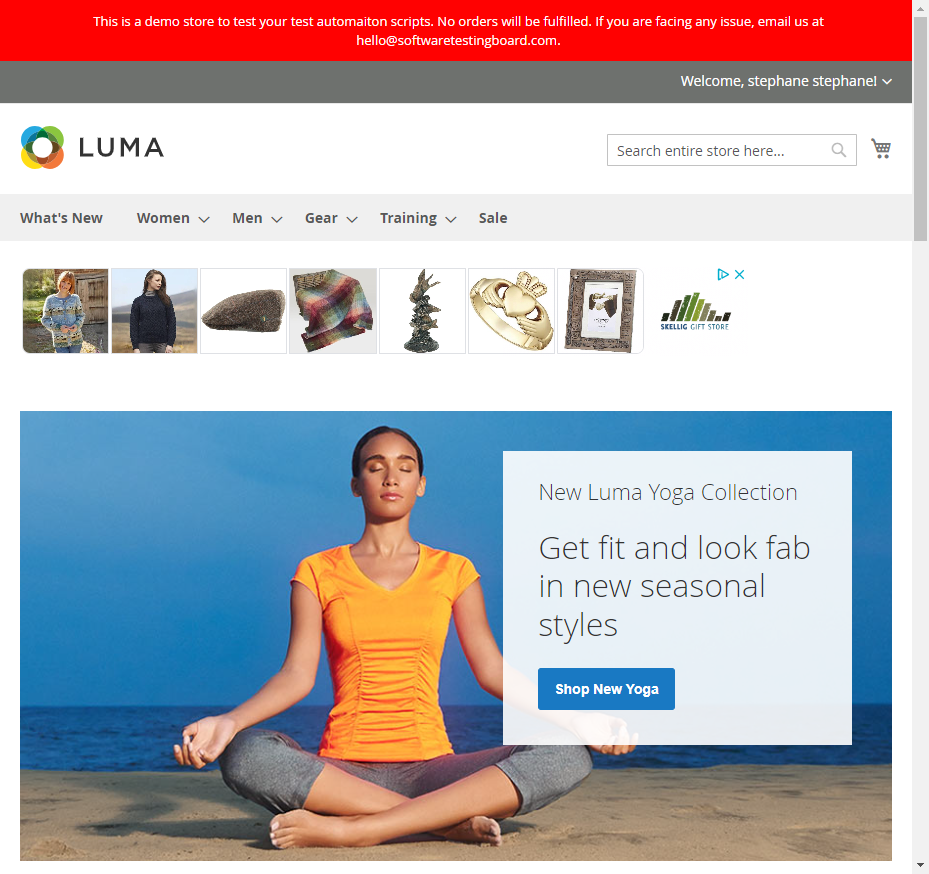 This is a demo store to test your test automaiton scripts. No orders will be fulfilled. If you are facing any issue, email us at
hello@softwaretestingboard.com.
Welcome, stephane stephane!
LUMA
Search entire store here...
What's New Women Men Gear Training Sale
SKELLIG GIFT STORE
New Luma Yoga Collection
Get fit and look fab
in new seasonal
styles
Shop New Yoga